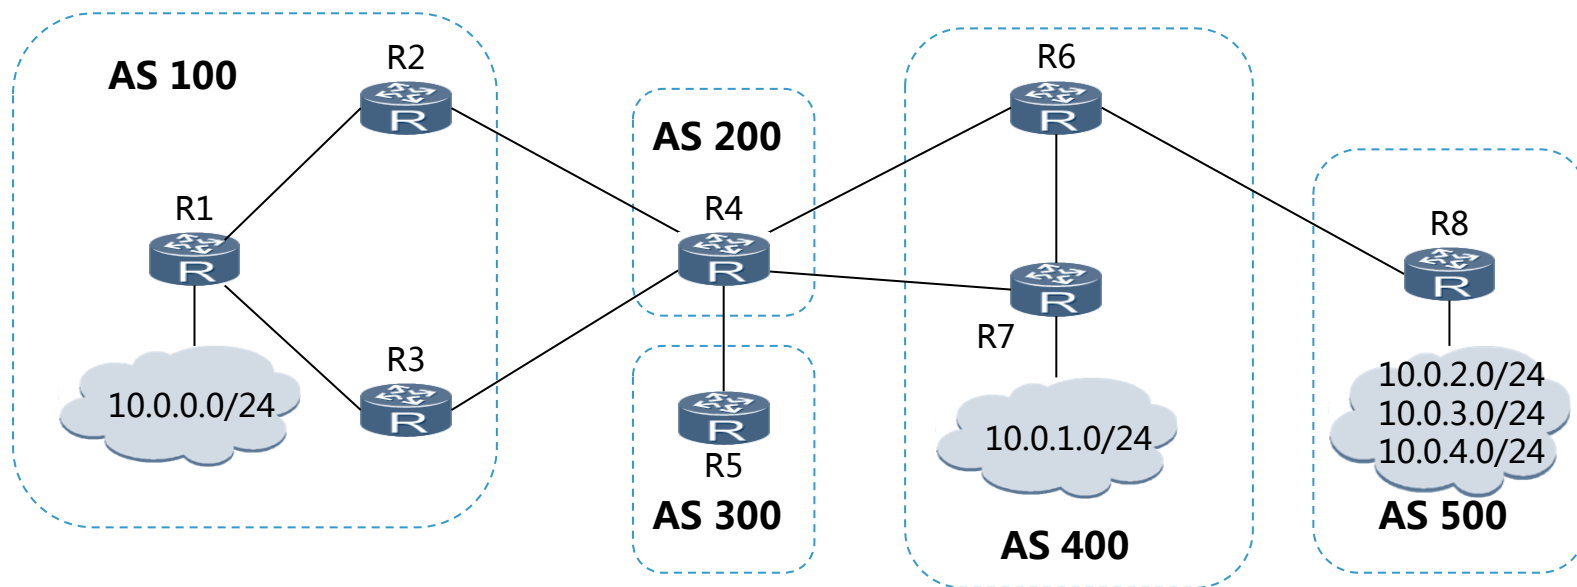 AS 100
R2
R
R1
R
10.0.0.0/24
R3
R
AS 200
R4
R
R
R5
AS 300
R6
R
R
R7
10.0.1.0/24
AS 400
R8
R
10.0.2.0/24
10.0.3.0/24
10.0.4.0/24
AS 500